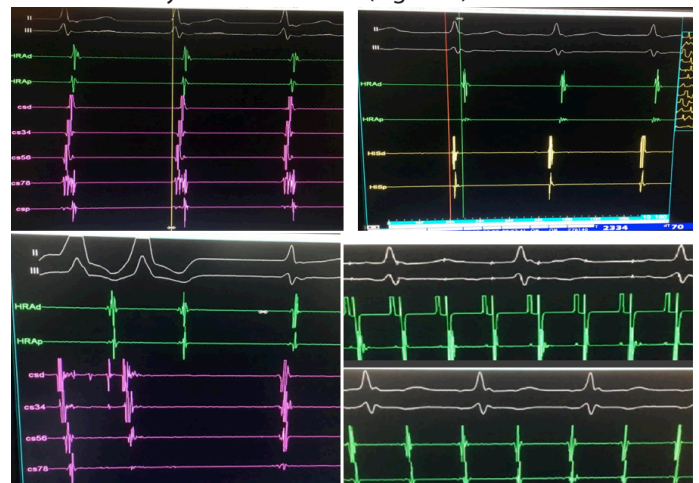 II
III
HRAd
HRAp
csd
cs34
cs56
cs78
csp
II
III
HRAd
HRAp
HISd
HISp
2334
70
II
III
HRAd
HRAp
csd
cs34
cs56
cs78